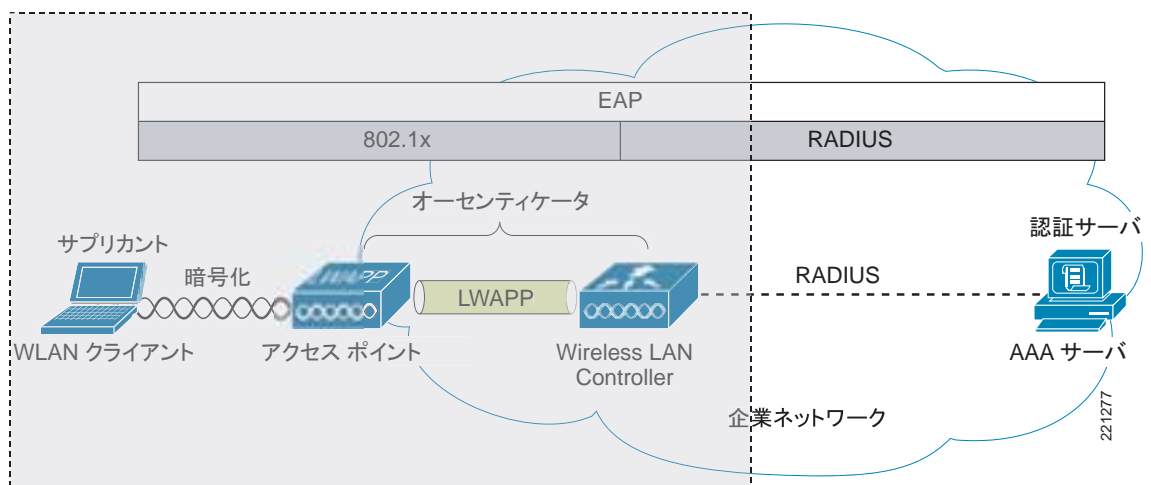 EAP
802.1x
RADIUS
オーセンティケータ
サプリカント
認証サーバ
暗号化
LWAPP
LWAPP
RADIUS
WLAN クライアント
アクセス ポイント
Wireless LAN
Controller
AAA サーバ
企業ネットワーク
221277